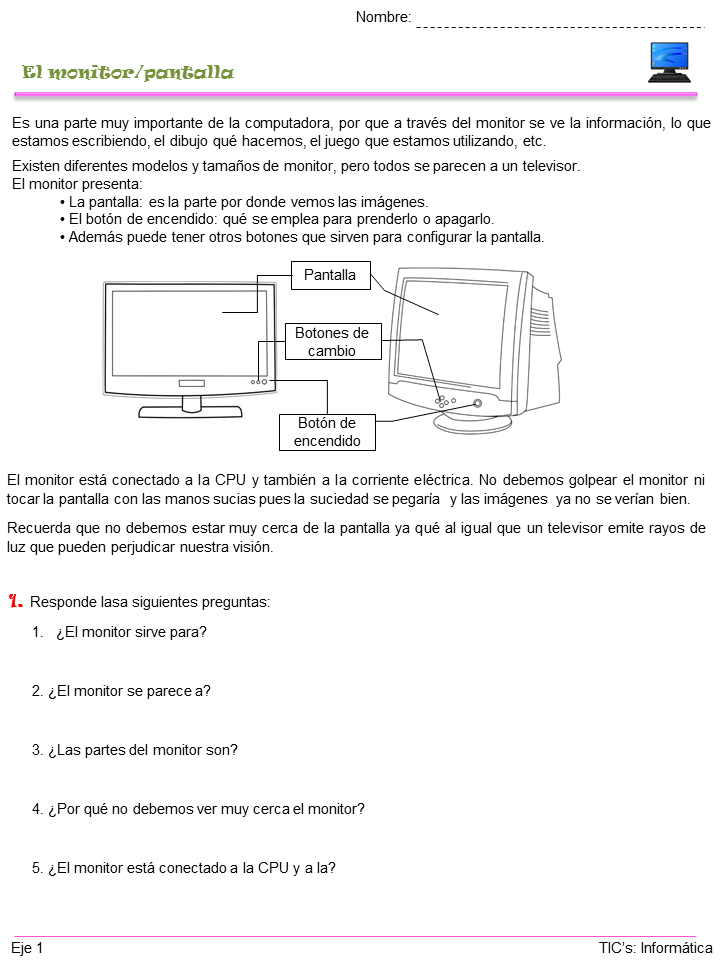 Nombre:
El monitor/pantalla
Es una parte muy importante de la computadora, por que a través del monitor se ve la información, lo que
estamos escribiendo, el dibujo qué hacemos, el juego que estamos utilizando, etc.
Existen diferentes modelos y tamaños de monitor, pero todos se parecen a un televisor.
El monitor presenta:
• La pantalla: es la parte por donde vemos las imágenes.
• El botón de encendido: qué se emplea para prenderlo o apagarlo.
• Además puede tener otros botones que sirven para configurar la pantalla.
Pantalla
Botones de
cambio
Botón de
encendido
El monitor está conectado a la CPU y también a la corriente eléctrica. No debemos golpear el monitor ni
tocar la pantalla con las manos sucias pues la suciedad se pegaría y las imágenes ya no se verían bien.
Recuerda que no debemos estar muy cerca de la pantalla ya qué al igual que un televisor emite rayos de
luz que pueden perjudicar nuestra visión.
1. Responde lasa siguientes preguntas:
1. ¿El monitor sirve para?
2. ¿El monitor se parece a?
3. ¿Las partes del monitor son?
4. ¿Por qué no debemos ver muy cerca el monitor?
5. ¿El monitor está conectado a la CPU y a la?
Eje 1
TIC's: Informática